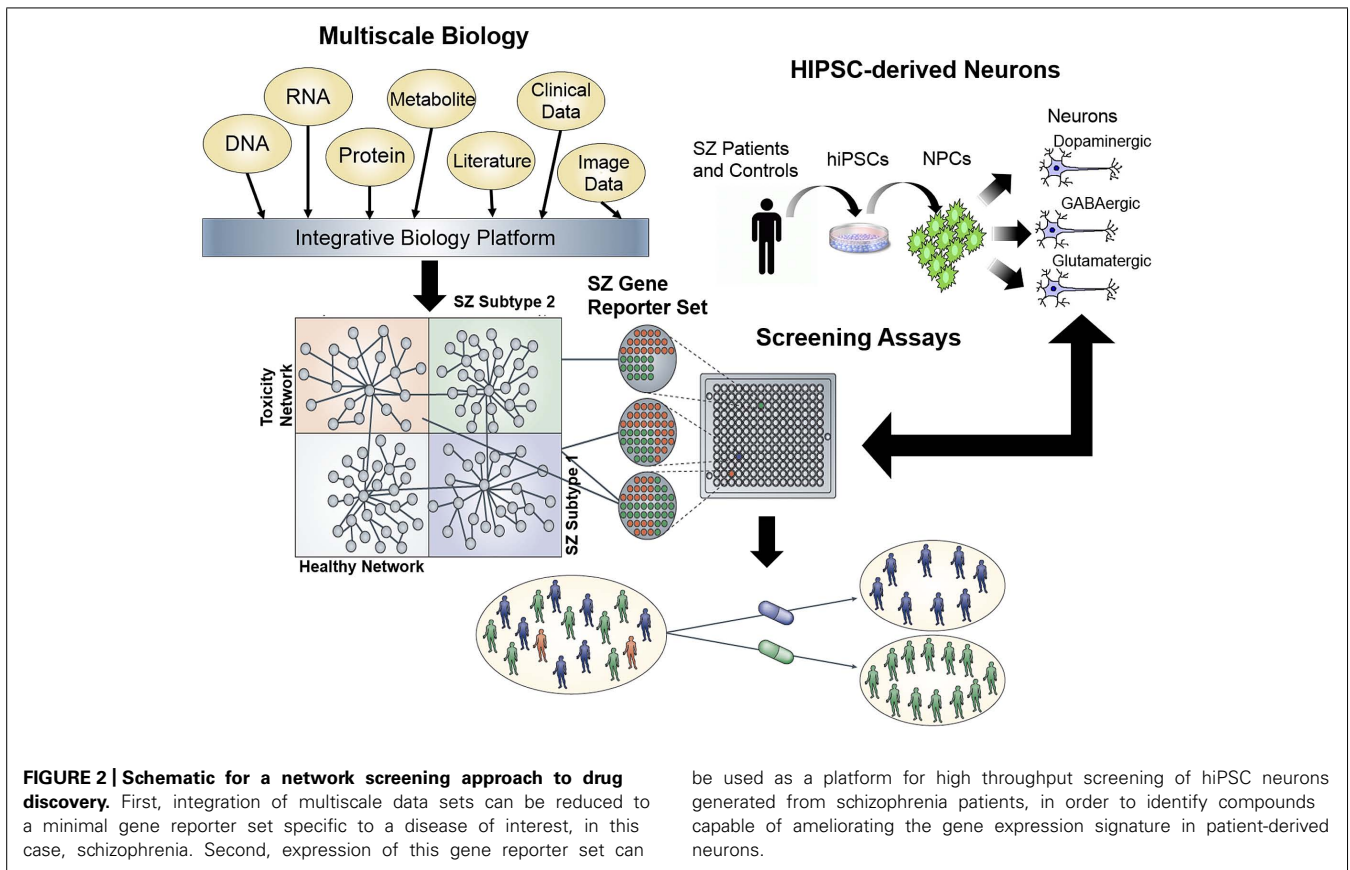 Multiscale Biology
RNA
Metabolite
Clinical
Data
DNA
Protein
Literature
Image
Data
Integrative Biology Platform
HIPSC-derived Neurons
SZ Patients
and Controls
hiPSCs
NPCs
Neurons
Dopaminergic
GABAergic
Glutamatergic
SZ Subtype 2
SZ Gene
Reporter Set
Toxicity
Network
SZ Subtype 1
Healthy Network
Screening Assays
FIGURE 2 | Schematic for a network screening approach to drug
discovery. First, integration of multiscale data sets can be reduced to
a minimal gene reporter set specific to a disease of interest, in this
case, schizophrenia. Second, expression of this gene reporter set can
be used as a platform for high throughput screening of hiPSC neurons
generated from schizophrenia patients, in order to identify compounds
capable of ameliorating the gene expression signature in patient-derived
neurons.